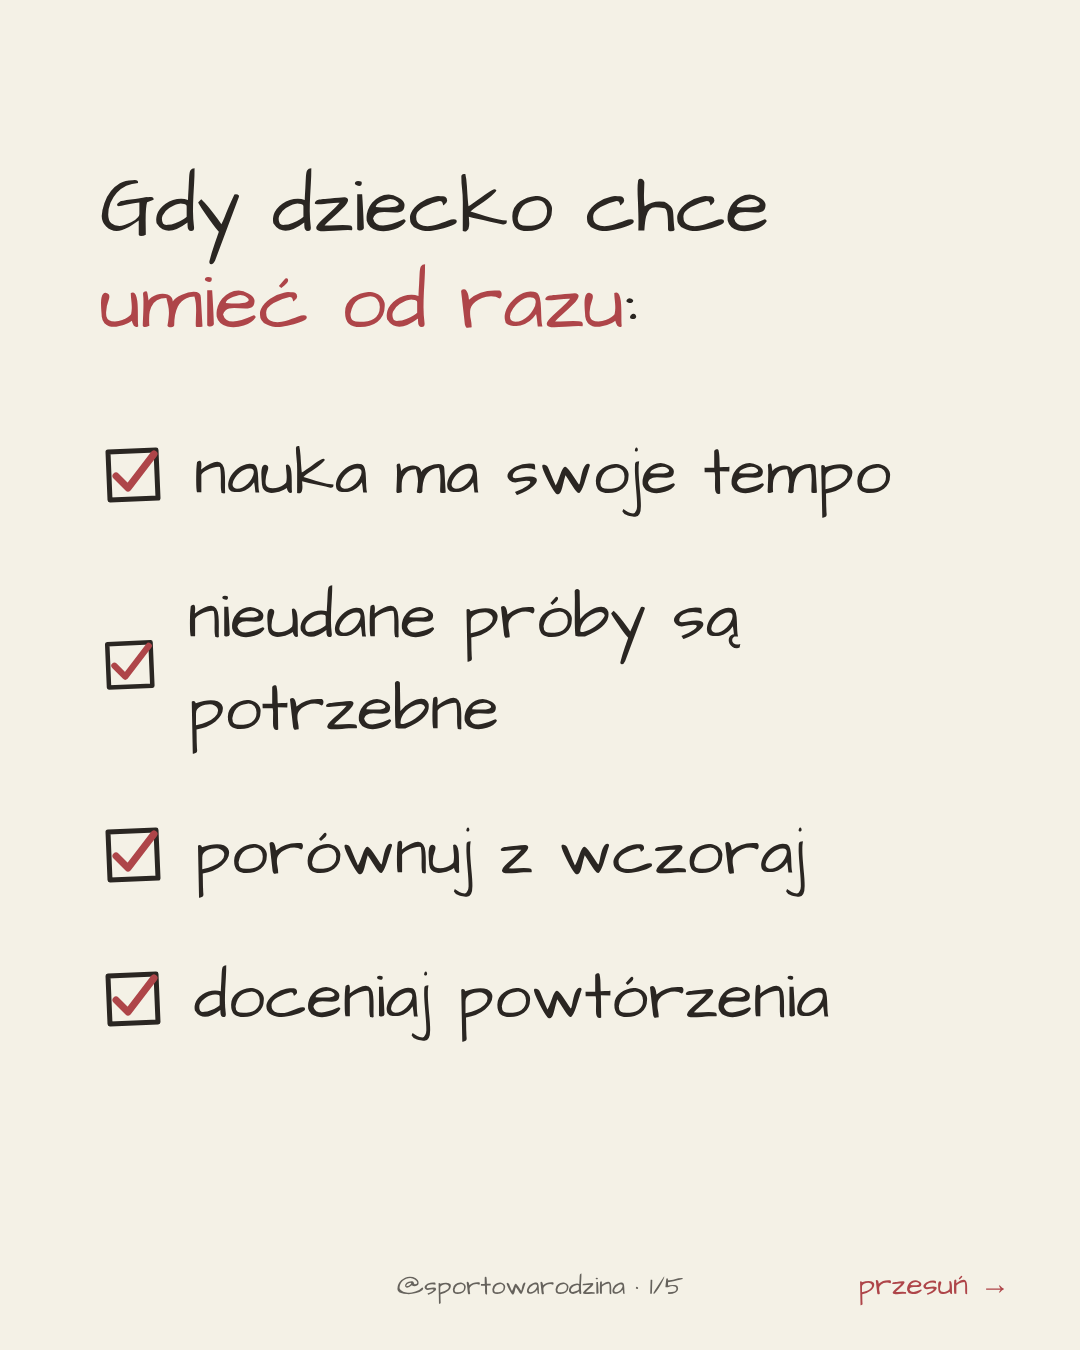 Gdy dziecko chce
umieć od razu:
nauka ma swoje tempo
nieudane próby są
potrzebne
porównuj z wczoraj
doceniaj powtórzenia
@sportowarodzina · 1/5
przesuń →